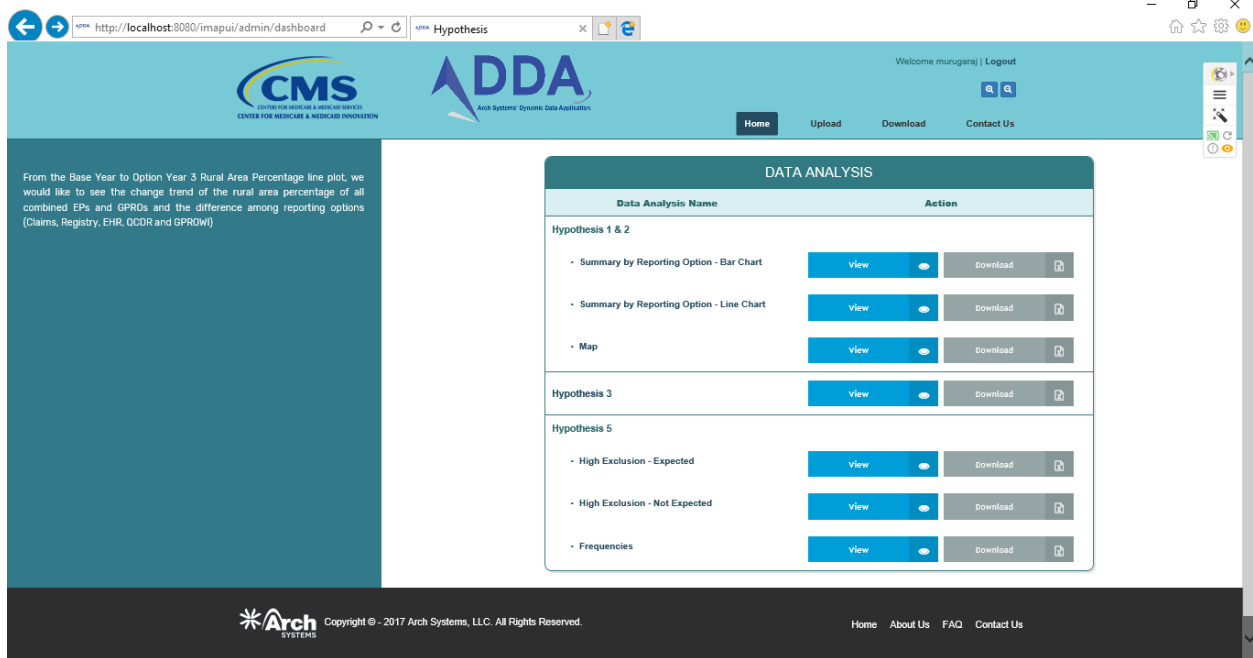 http://localhost:8080/imapui/admin/dashboard
ADDA Hypothesis
CMS
CENTERS FOR MEDICARE & MEDICAID SERVICES
CENTER FOR MEDICARE & MEDICAID INNOVATION
ADDA
Arch Systems' Dynamic Data Application
Welcome murugaraj | Logout
Home Upload Download Contact Us
From the Base Year to Option Year 3 Rural Area Percentage line plot, we
would like to see the change trend of the rural area percentage of all
combined EPs and GPROs and the difference among reporting options
(Claims, Registry, EHR, QCDR and GPROWI)
DATA ANALYSIS
Data Analysis Name Action
Hypothesis 1 & 2
• Summary by Reporting Option - Bar Chart View Download
• Summary by Reporting Option - Line Chart View Download
• Map View Download
Hypothesis 3 View Download
Hypothesis 5
• High Exclusion - Expected View Download
• High Exclusion - Not Expected View Download
• Frequencies View Download
Arch
SYSTEMS
Copyright © - 2017 Arch Systems, LLC. All Rights Reserved.
Home About Us FAQ Contact Us